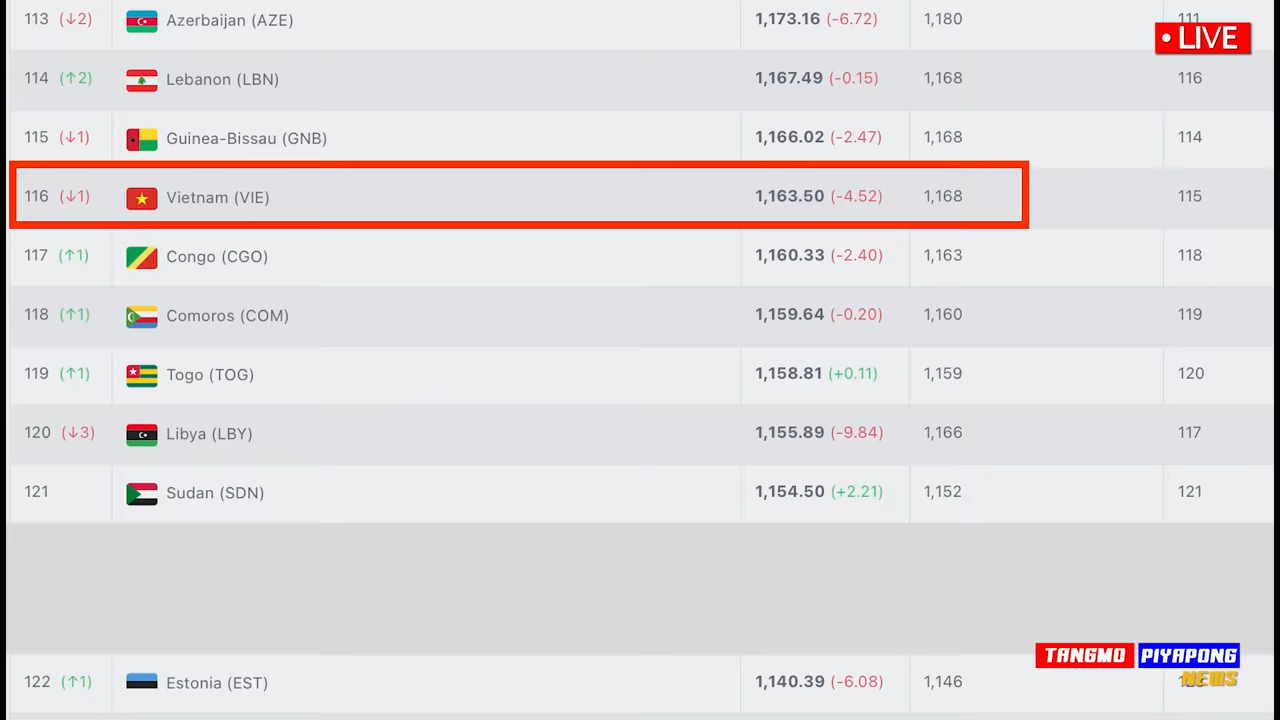 113 (↓2) Azerbaijan (AZE) 1,173.16 (-6.72) 1,180 111
• LIVE
114 (↑2) Lebanon (LBN) 1,167.49 (-0.15) 1,168 116
115 (↓1) Guinea-Bissau (GNB) 1,166.02 (-2.47) 1,168 114
116 (↓1) Vietnam (VIE) 1,163.50 (-4.52) 1,168 115
117 (↑1) Congo (CGO) 1,160.33 (-2.40) 1,163 118
118 (↑1) Comoros (COM) 1,159.64 (-0.20) 1,160 119
119 (↑1) Togo (TOG) 1,158.81 (+0.11) 1,159 120
120 (↓3) Libya (LBY) 1,155.89 (-9.84) 1,166 117
121 Sudan (SDN) 1,154.50 (+2.21) 1,152 121
TANGMO PIYAPONG
NEWS
122 (↑1) Estonia (EST) 1,140.39 (-6.08) 1,146